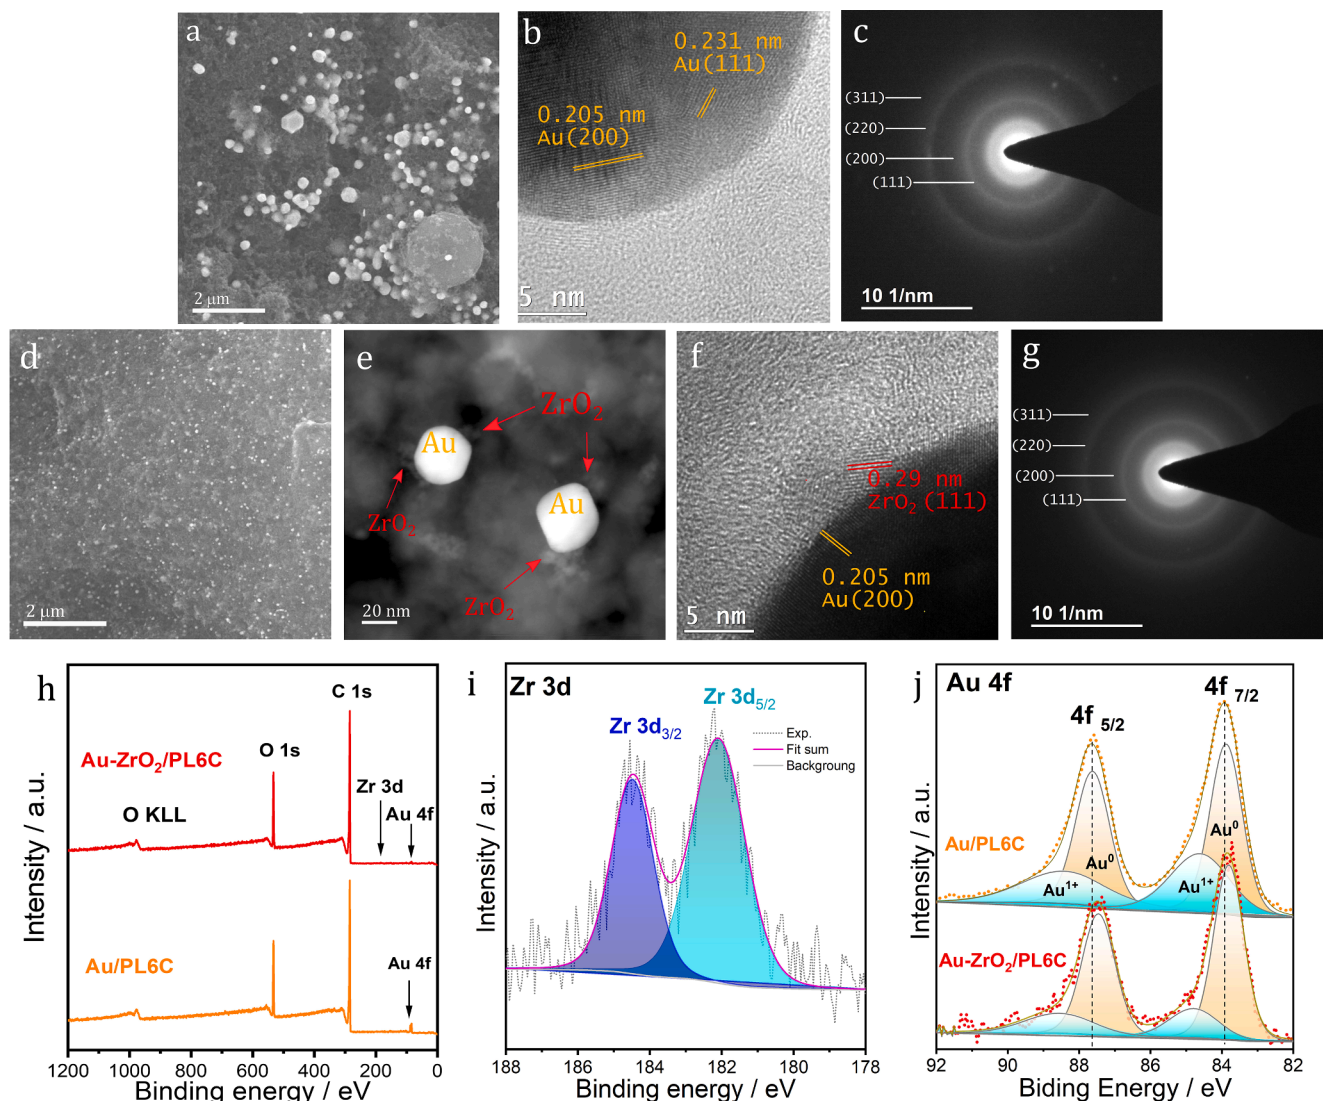 a
2 μm
b
0.231 nm
Au(111)
0.205 nm
Au(200)
5 nm
c
(311)
(220)
(200)
(111)
10 1/nm
d
2 μm
e
ZrO₂
Au
Au
ZrO₂
ZrO₂
20 nm
f
0.29 nm
ZrO₂(111)
0.205 nm
Au(200)
5 nm
g
(311)
(220)
(200)
(111)
10 1/nm
h
C 1s
O 1s
Au-ZrO₂/PL6C
Zr 3d
O KLL
Au 4f
Au/PL6C
Au 4f
Intensity / a.u.
1200 1000 800 600 400 200 0
Binding energy / eV
i
Zr 3d
Zr 3d₅/₂
Zr 3d₃/₂
Exp.
Fit sum
Backgroung
Intensity / a.u.
188 186 184 182 180 178
Binding energy / eV
j
Au 4f
4f 7/2
4f 5/2
Au/PL6C
Au⁰
Au⁰
Au¹⁺
Au¹⁺
Au-ZrO₂/PL6C
Intensity / a.u.
92 90 88 86 84 82
Biding Energy / eV